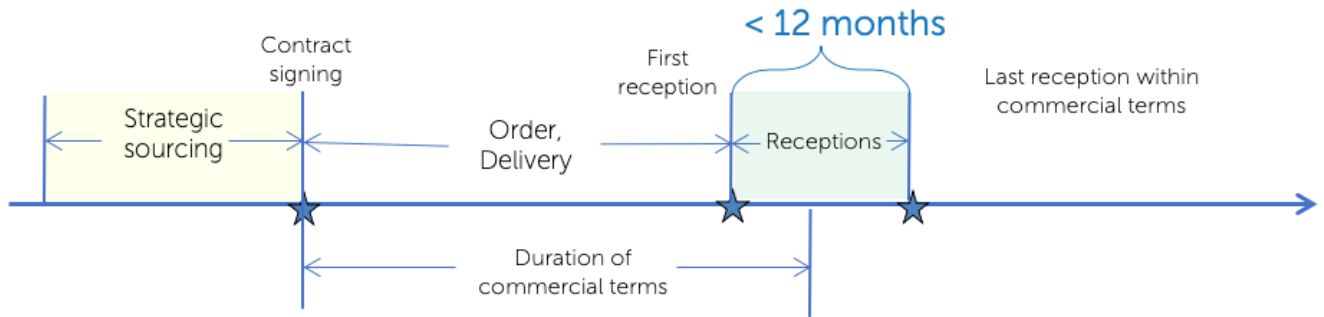 < 12 months
Contract
signing
First
reception
Last reception within
commercial terms
Strategic
sourcing
Order,
Delivery
Receptions
Duration of
commercial terms